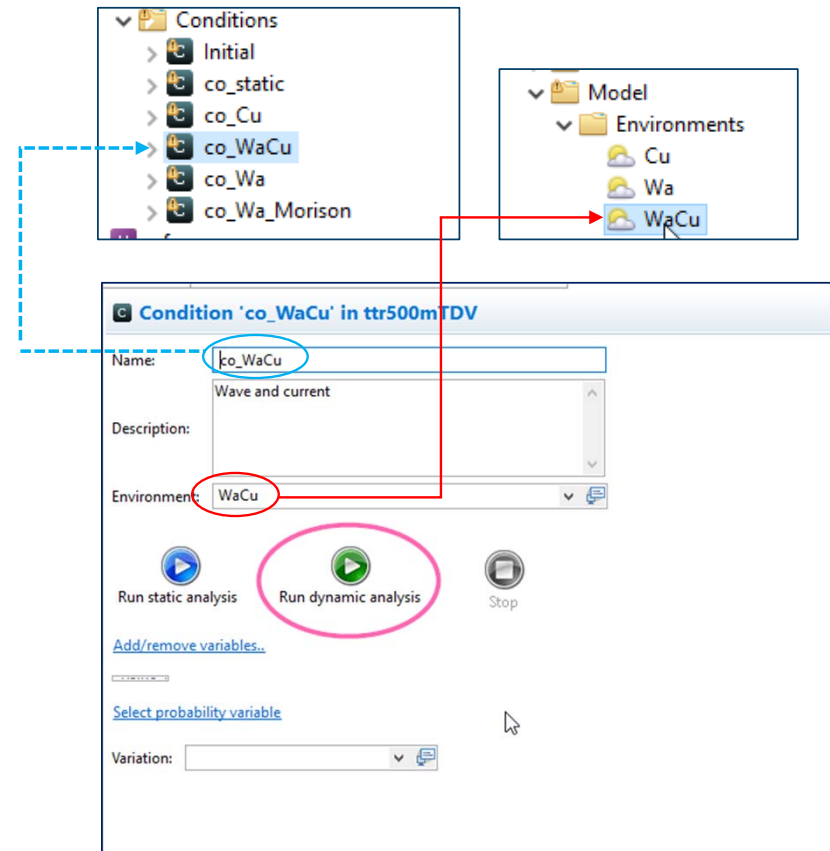 Conditions
Initial
co_static
co_Cu
co_WaCu
co_Wa
co_Wa_Morison
Model
Environments
Cu
Wa
WaCu
Condition 'co_WaCu' in ttr500mTDV
Name: co_WaCu
Description: Wave and current
Environment: WaCu
Run static analysis Run dynamic analysis Stop
Add/remove variables..
Select probability variable
Variation: